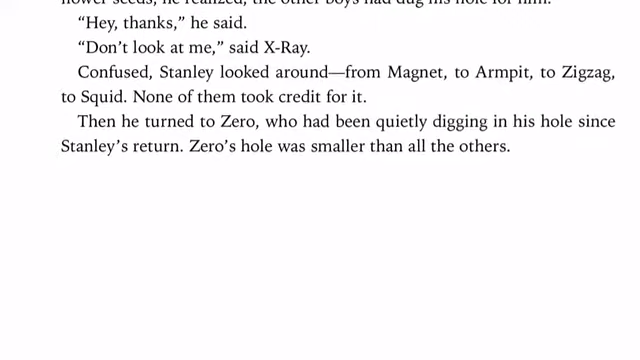 flower seeds, he realized, the other boys had dug his hole for him.
“Hey, thanks,” he said.
“Don’t look at me,” said X-Ray.
Confused, Stanley looked around—from Magnet, to Armpit, to Zigzag,
to Squid. None of them took credit for it.
Then he turned to Zero, who had been quietly digging in his hole since
Stanley’s return. Zero’s hole was smaller than all the others.